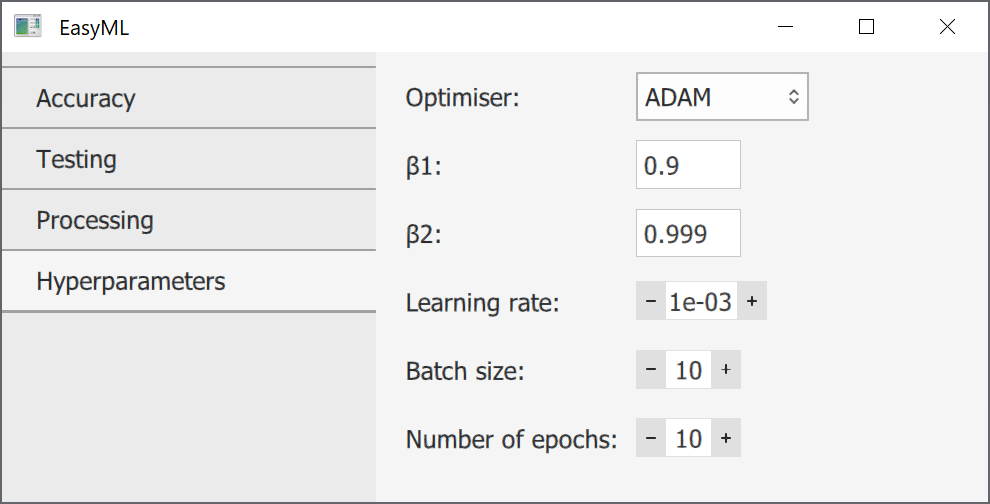 EasyML
Accuracy
Testing
Processing
Hyperparameters
Optimiser: ADAM
β1: 0.9
β2: 0.999
Learning rate: − 1e-03 +
Batch size: − 10 +
Number of epochs: − 10 +